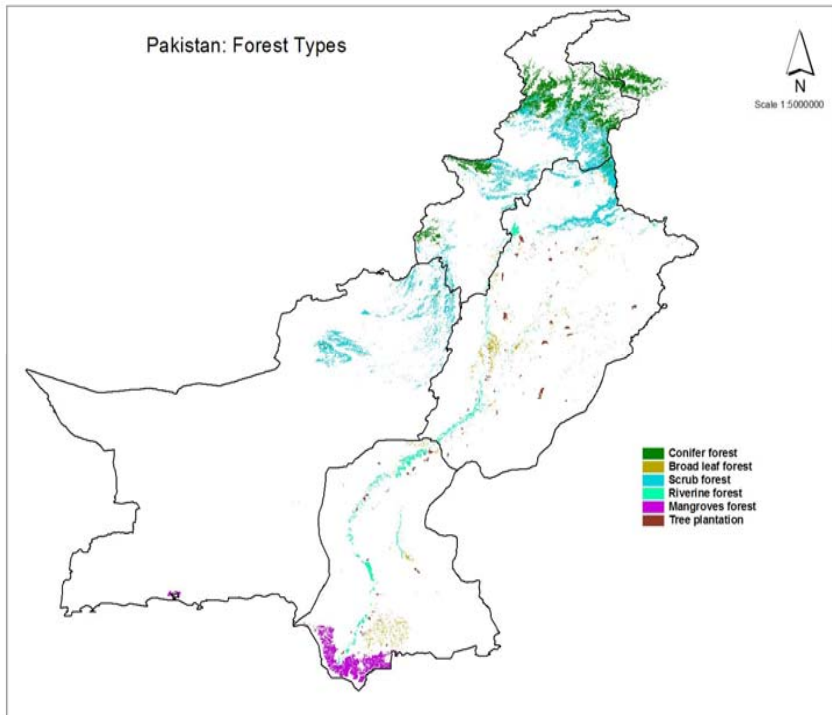 Pakistan: Forest Types
N
Scale 1:5000000
Conifer forest
Broad leaf forest
Scrub forest
Riverine forest
Mangroves forest
Tree plantation